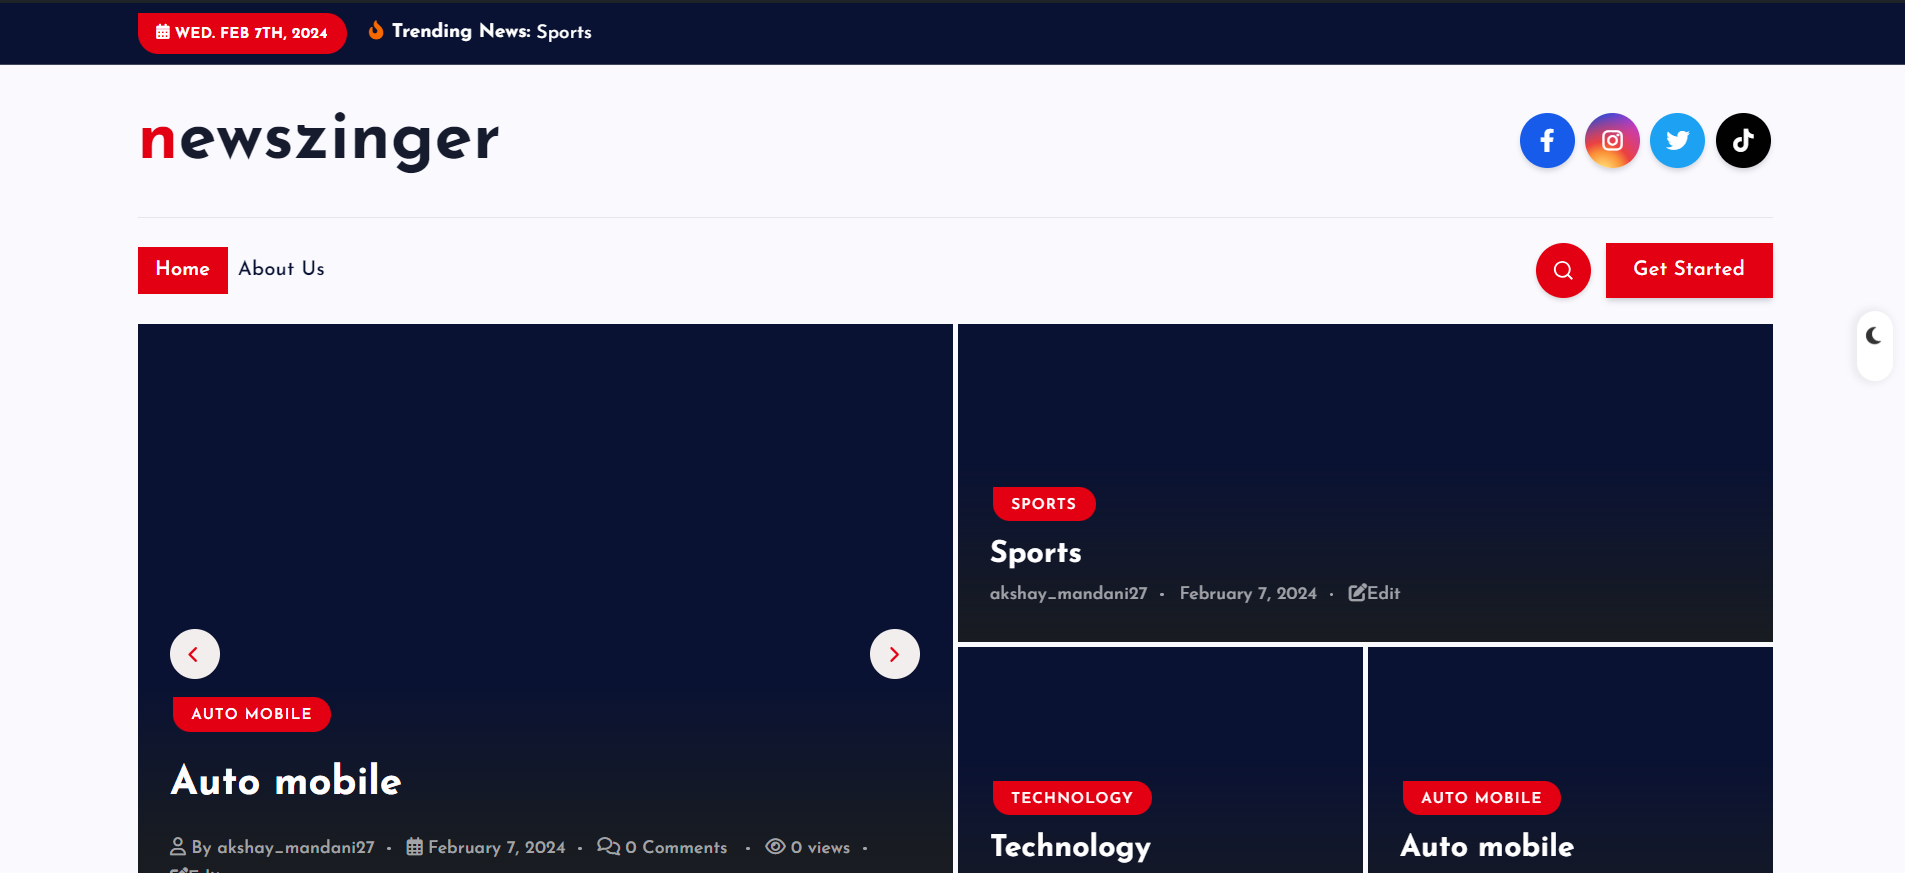 WED. FEB 7TH, 2024
Trending News: Sports
newszinger
Home
About Us
Get Started
AUTO MOBILE
Auto mobile
By akshay_mandani27 • February 7, 2024 • 0 Comments • 0 views •
Edit
SPORTS
Sports
akshay_mandani27 • February 7, 2024 • Edit
TECHNOLOGY
Technology
AUTO MOBILE
Auto mobile